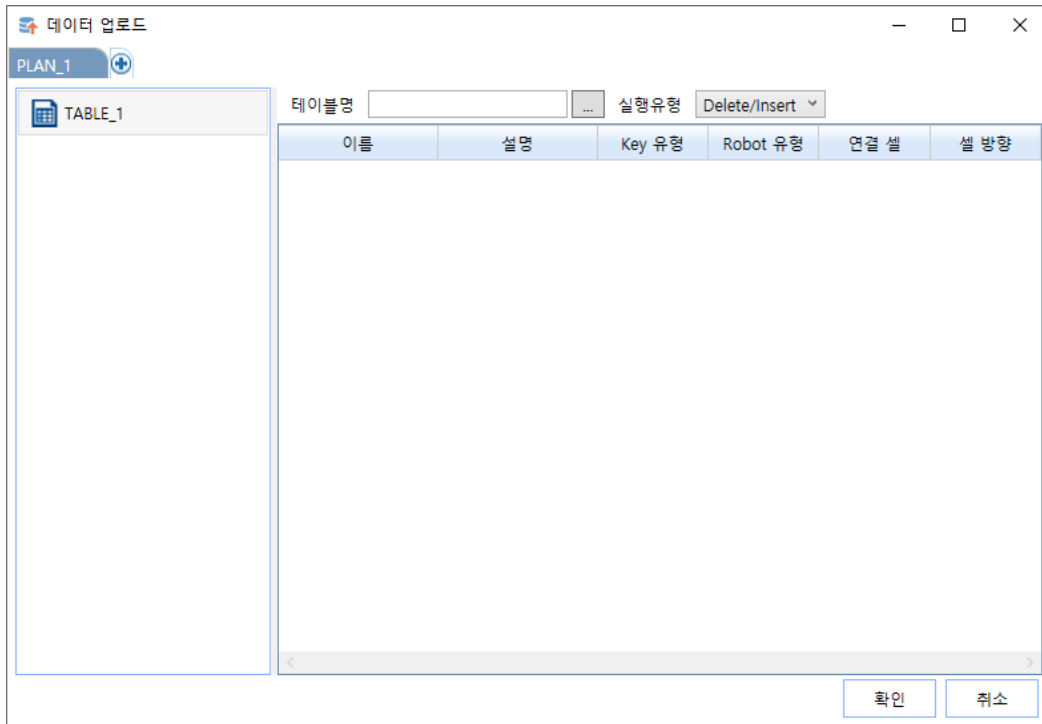 데이터 업로드
PLAN_1
TABLE_1
테이블명 ... 실행유형 Delete/Insert
이름 설명 Key 유형 Robot 유형 연결 셀 셀 방향
확인 취소